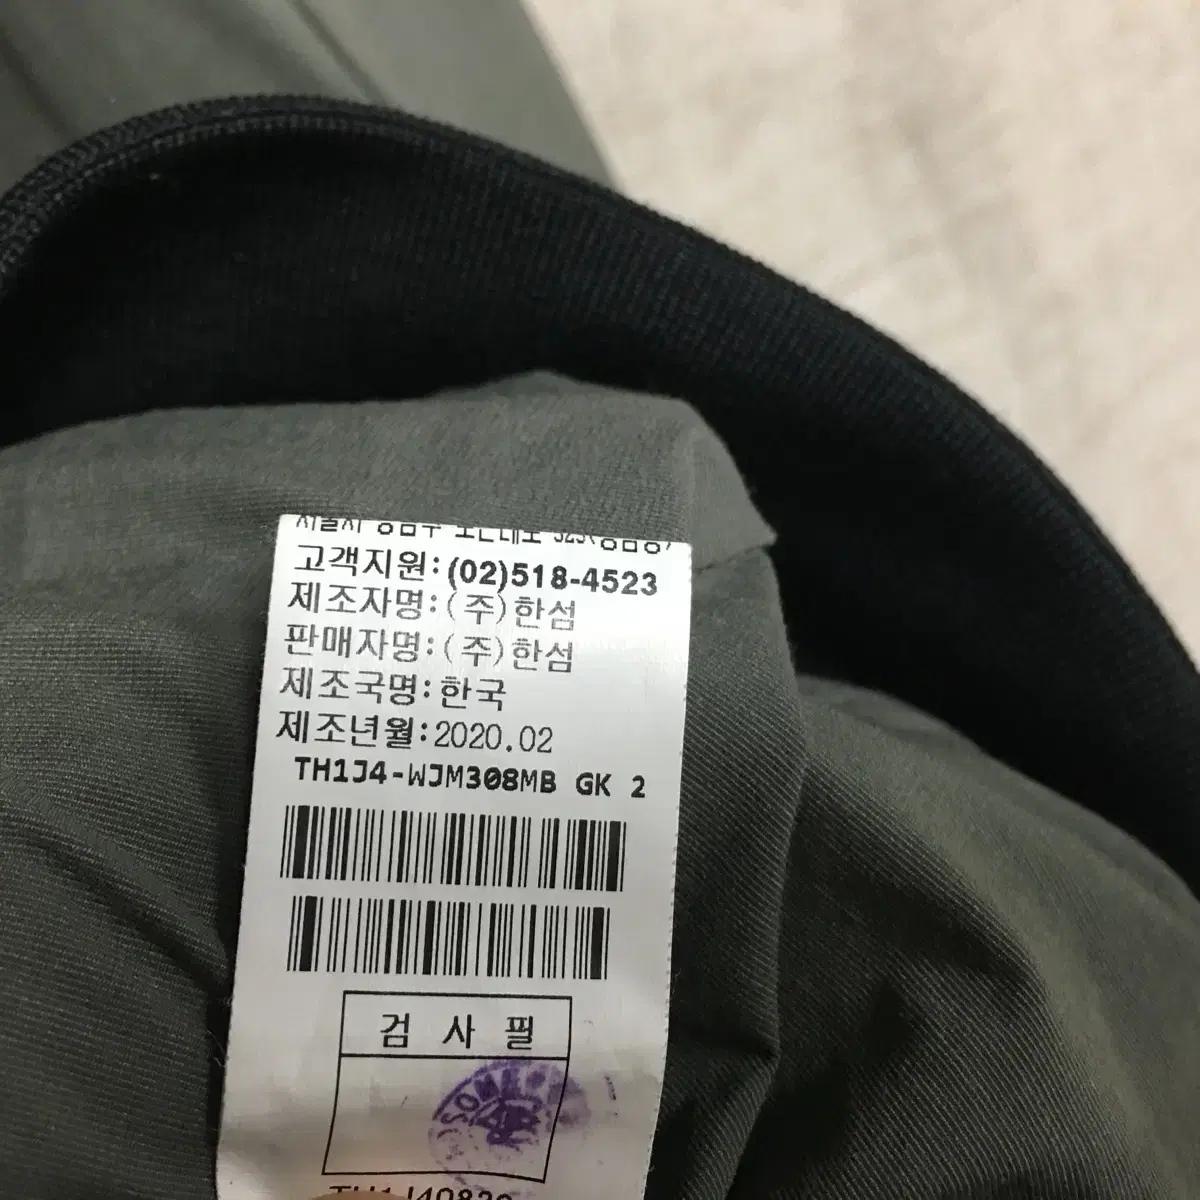 고객지원:(02)518-4523
제조자명:(주)한섬
판매자명:(주)한섬
제조국명:한국
제조년월:2020.02
TH1J4-WJM308MB GK 2
검 사 필